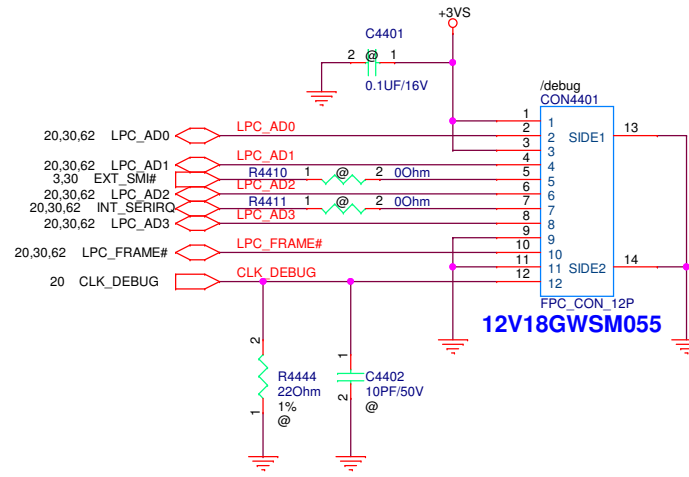 +3VS
C4401
2 @ 1
0.1UF/16V
/debug
CON4401
20,30,62 LPC_AD0 LPC_AD0
20,30,62 LPC_AD1 LPC_AD1
3,30 EXT_SMI# R4410 1 @ 2 0Ohm
20,30,62 LPC_AD2 LPC_AD2
20,30,62 INT_SERIRQ R4411 1 @ 2 0Ohm
20,30,62 LPC_AD3 LPC_AD3
20,30,62 LPC_FRAME# LPC_FRAME#
20 CLK_DEBUG CLK_DEBUG
1 1
2 2 SIDE1 13
3 3
4 4
5 5
6 6
7 7
8 8
9 9
10 10
11 11 SIDE2 14
12 12
FPC_CON_12P
12V18GWSM055
2
R4444
22Ohm
1%
@
1
1
C4402
10PF/50V
@
2